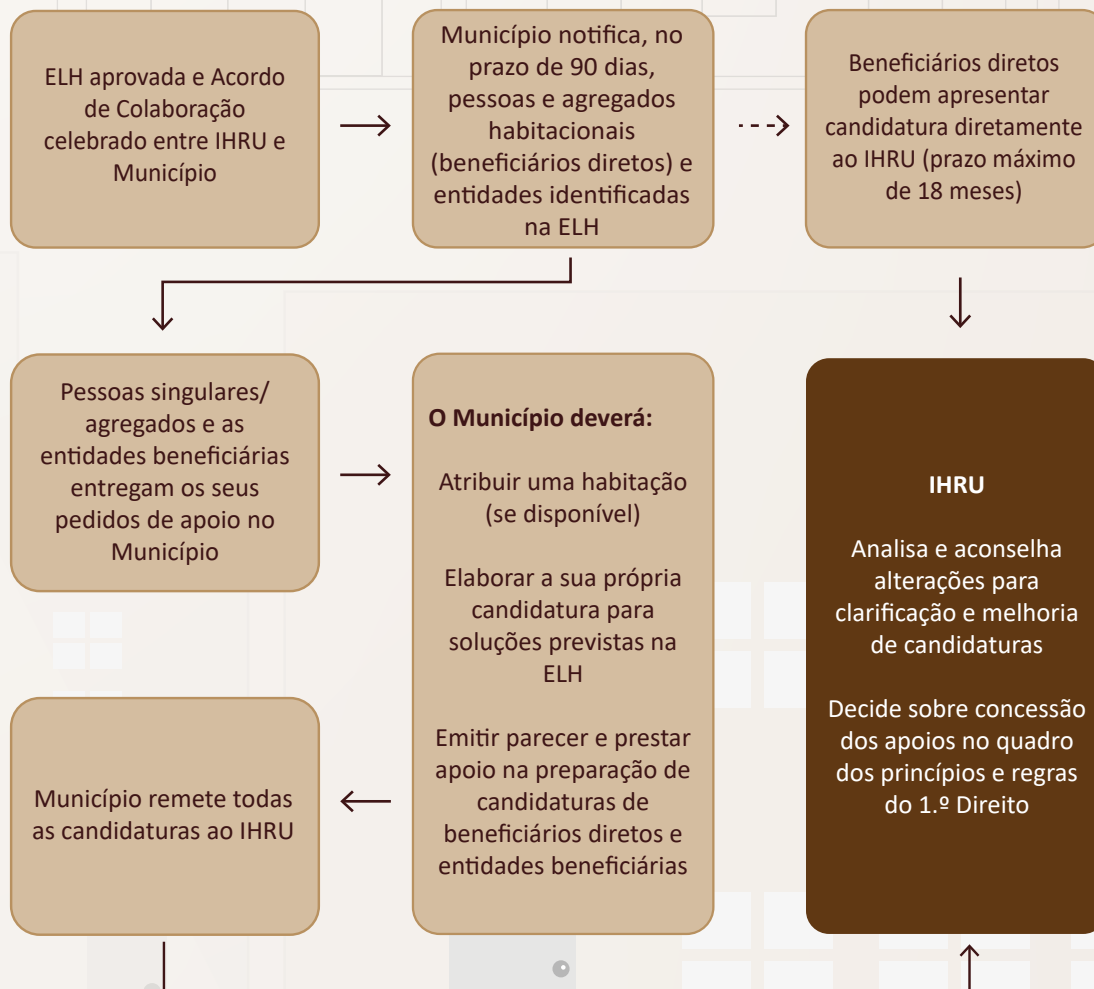 ELH aprovada e Acordo
de Colaboração
celebrado entre IHRU e
Município
Município notifica, no
prazo de 90 dias,
pessoas e agregados
habitacionais
(beneficiários diretos) e
entidades identificadas
na ELH
Beneficiários diretos
podem apresentar
candidatura diretamente
ao IHRU (prazo máximo
de 18 meses)
Pessoas singulares/
agregados e as
entidades beneficiárias
entregam os seus
pedidos de apoio no
Município
O Município deverá:
Atribuir uma habitação
(se disponível)
Elaborar a sua própria
candidatura para
soluções previstas na
ELH
Emitir parecer e prestar
apoio na preparação de
candidaturas de
beneficiários diretos e
entidades beneficiárias
Município remete todas
as candidaturas ao IHRU
IHRU
Analisa e aconselha
alterações para
clarificação e melhoria
de candidaturas
Decide sobre concessão
dos apoios no quadro
dos princípios e regras
do 1.º Direito